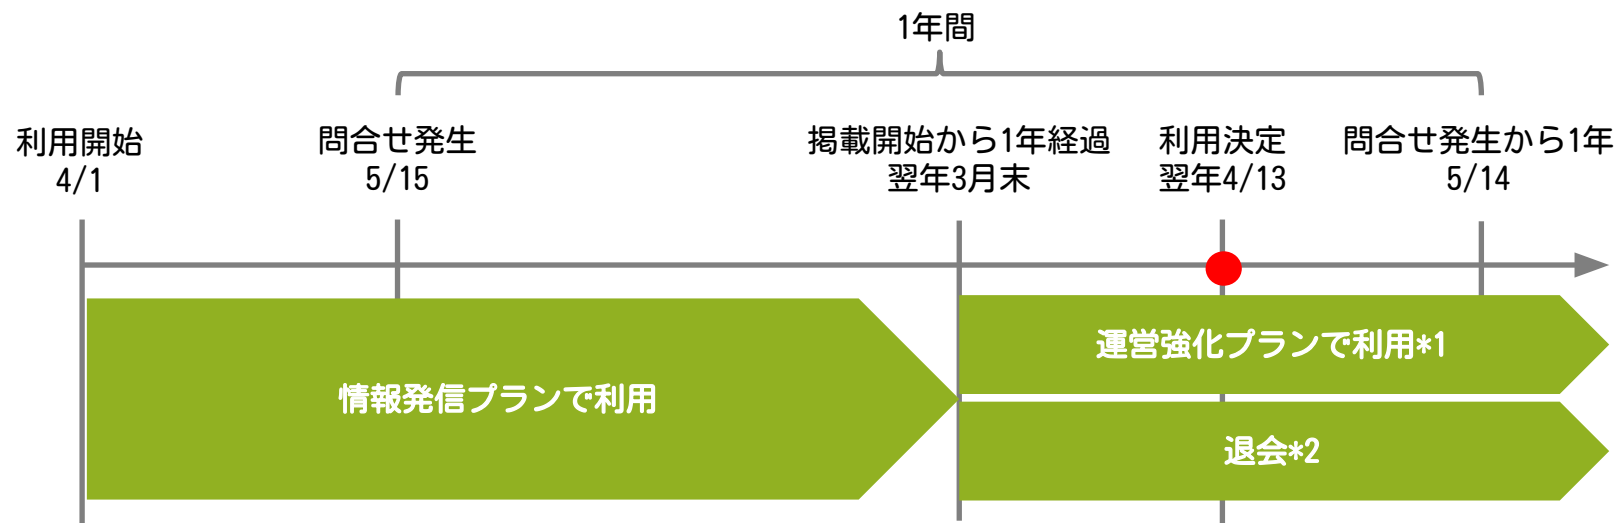 1年間
利用開始
4/1
問合せ発生
5/15
掲載開始から1年経過
翌年3月末
利用決定
翌年4/13
問合せ発生から1年
5/14
情報発信プランで利用
運営強化プランで利用*1
退会*2